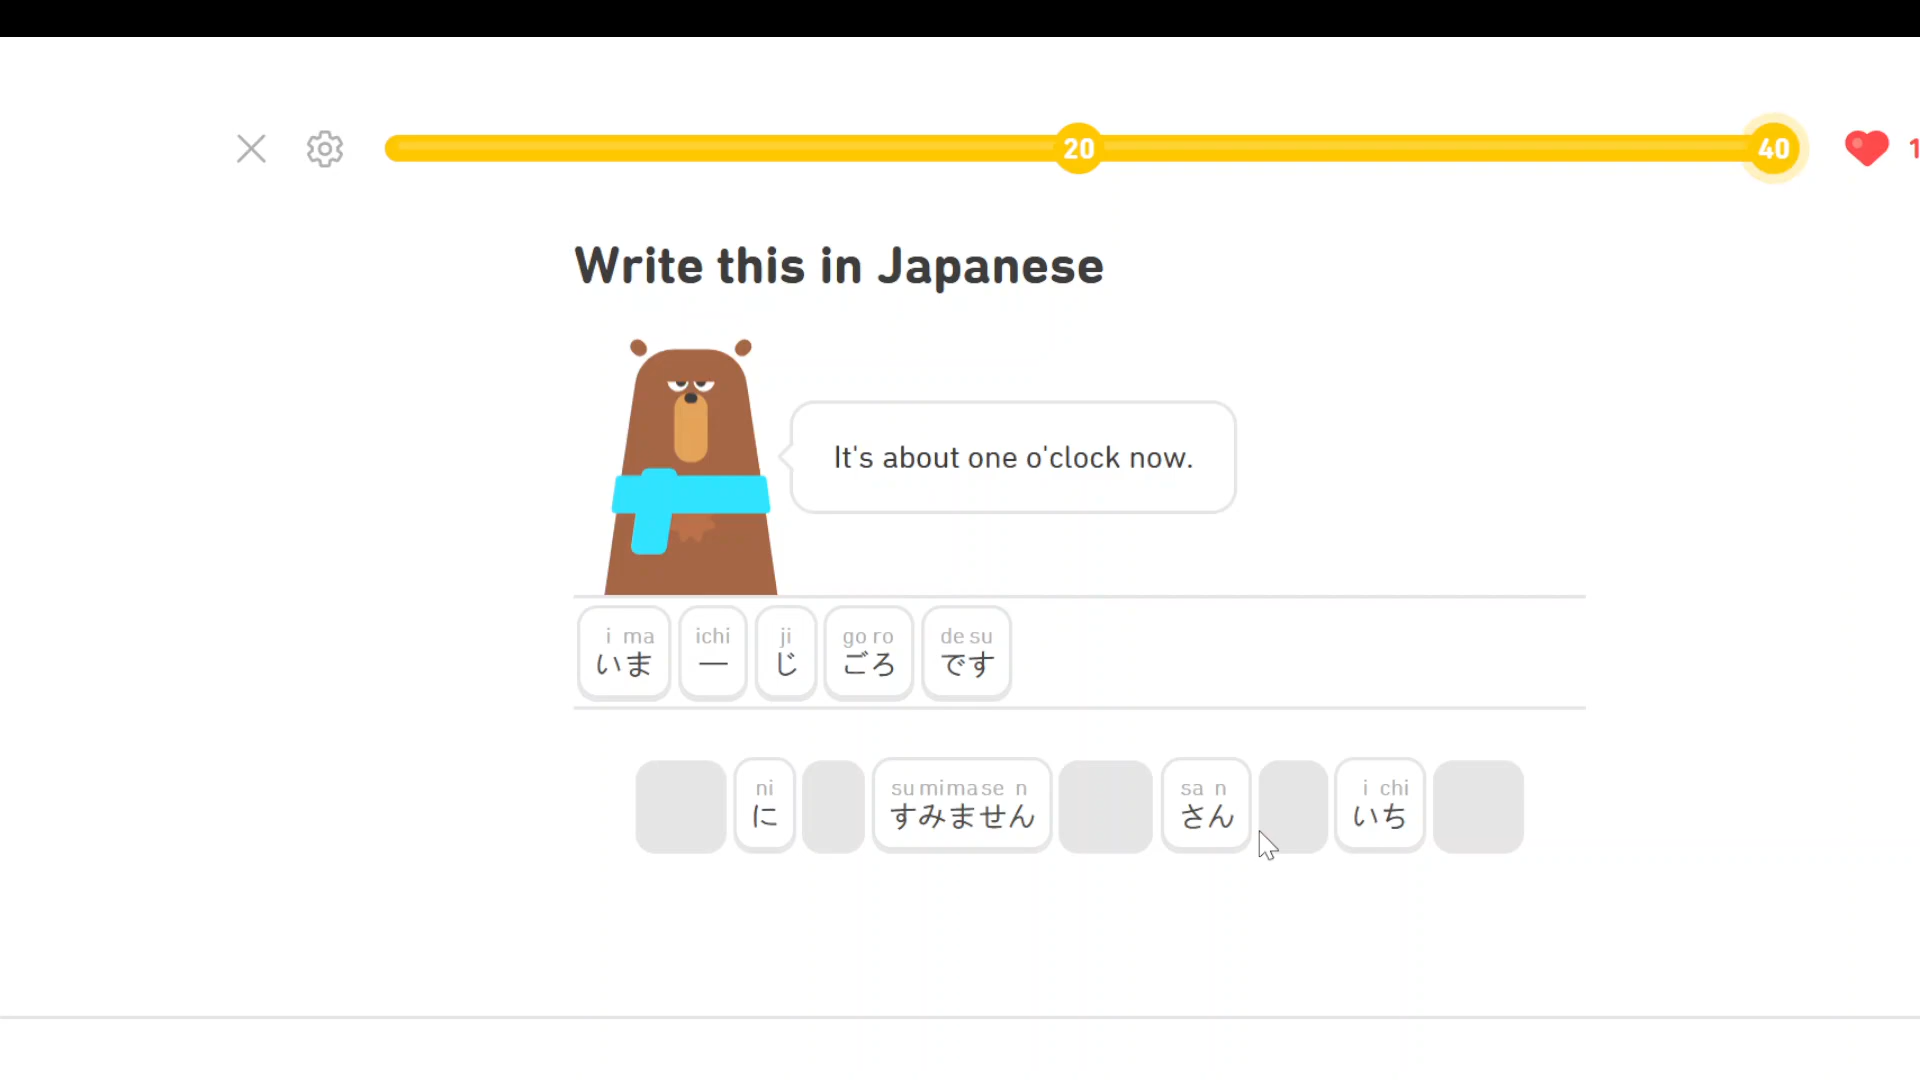 20 40 1
Write this in Japanese
It's about one o'clock now.
i ma ichi ji go ro de su
いま 一 じ ごろ です
ni su mi ma se n sa n i chi
に すみません さん いち